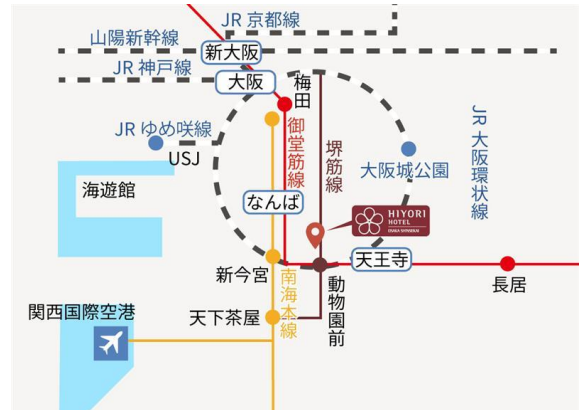 JR 京都線
山陽新幹線
新大阪
JR 神戸線
大阪
梅田
JR ゆめ咲線
USJ
御堂筋線
堺筋線
大阪城公園
JR 大阪環状線
海遊館
なんば
HIYORI
HOTEL
新今宮
天王寺
南海本線
動物園前
長居
関西国際空港
天下茶屋